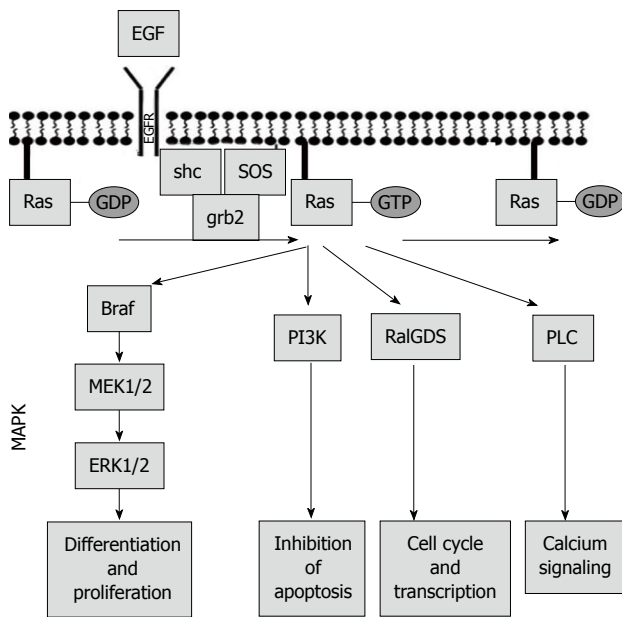 EGF
EGFR
shc
SOS
Ras
GDP
grb2
Ras
GTP
Ras
GDP
Braf
PI3K
RalGDS
PLC
MAPK
MEK1/2
ERK1/2
Differentiation
and
proliferation
Inhibition
of
apoptosis
Cell cycle
and
transcription
Calcium
signaling